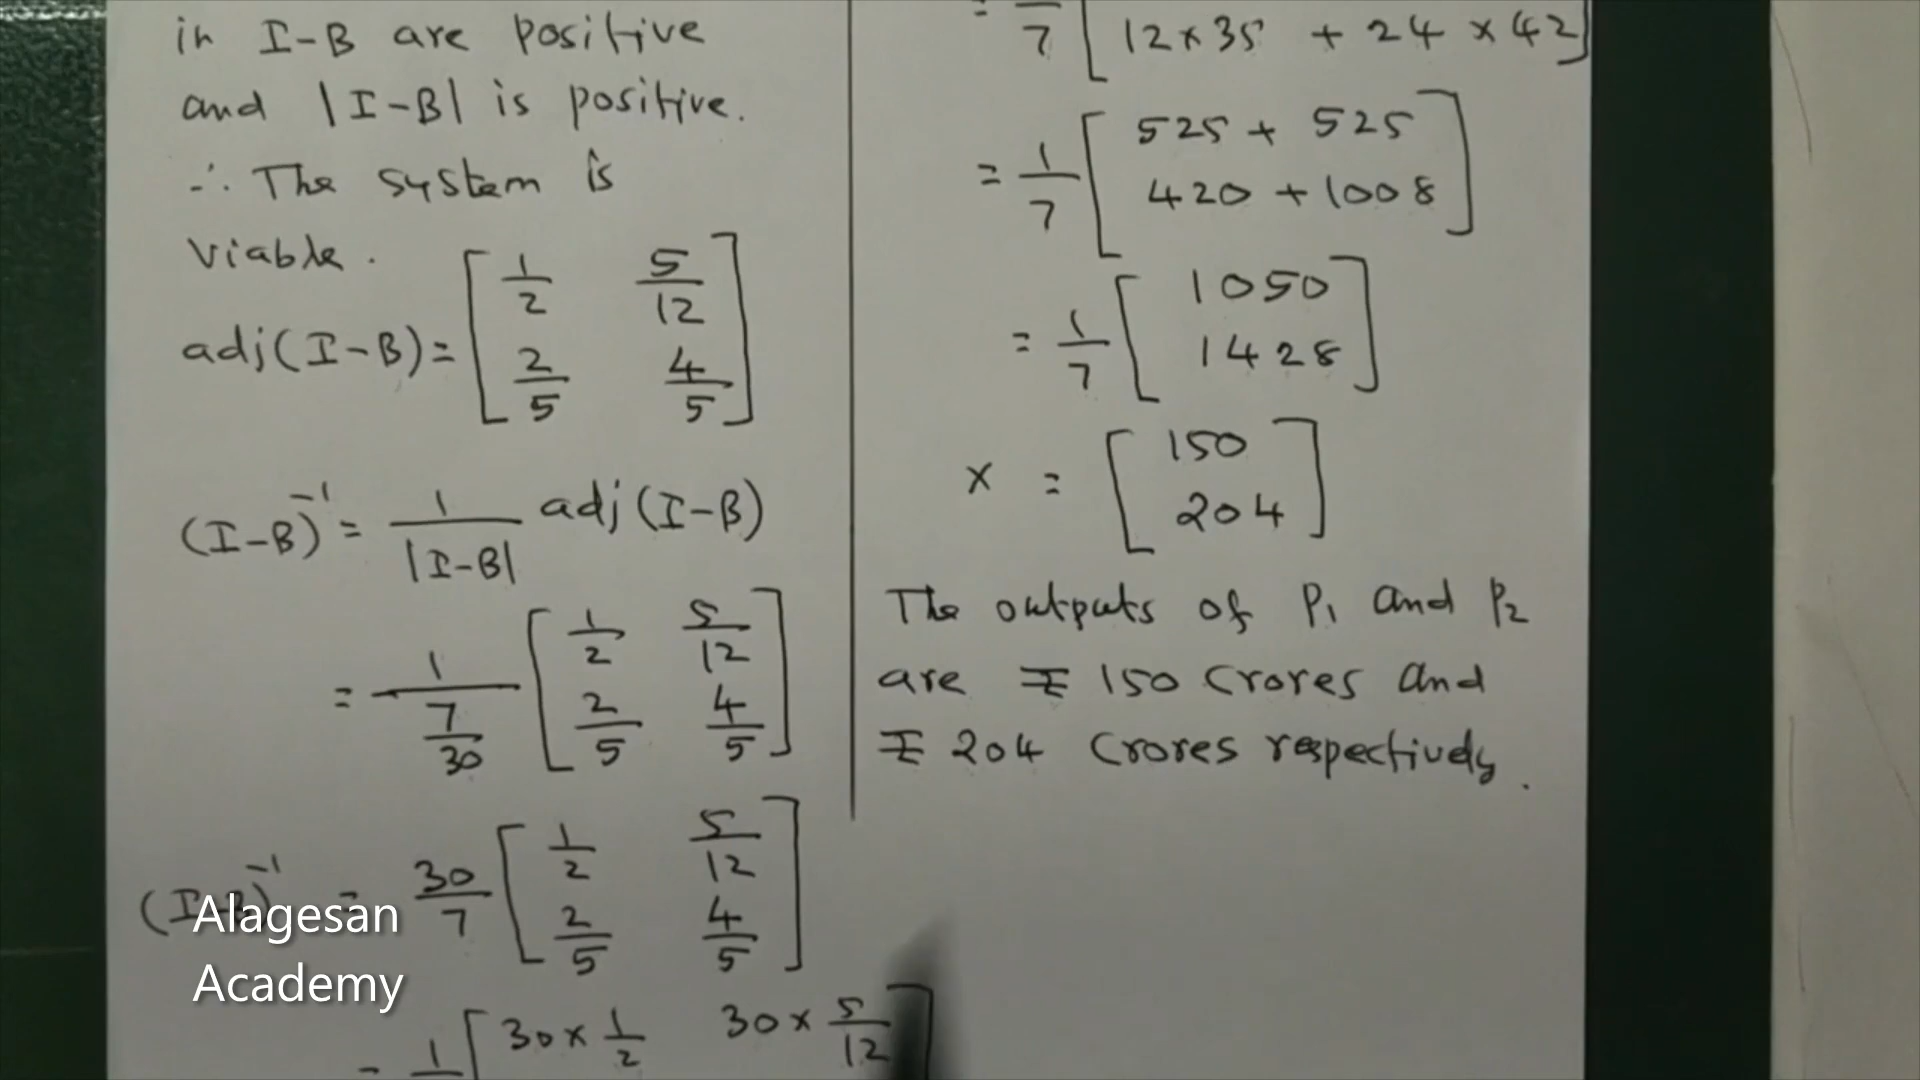 in I-B are positive
and |I-B| is positive.
∴ The system is
viable.
adj(I-B) = [ 1/2 5/12
2/5 4/5 ]
(I-B)⁻¹ = 1/|I-B| adj(I-B)
= 1/(7/30) [ 1/2 5/12
2/5 4/5 ]
(I-B)⁻¹ = 30/7 [ 1/2 5/12
2/5 4/5 ]
= 1 [ 30 × 1/2 30 × 5/12 ]
= /7 [ 12 × 35 + 24 × 42 ]
= 1/7 [ 525 + 525
420 + 1008 ]
= 1/7 [ 1050
1428 ]
X = [ 150
204 ]
The outputs of P₁ and P₂
are ₹ 150 Crores and
₹ 204 Crores respectively.
Alagesan
Academy